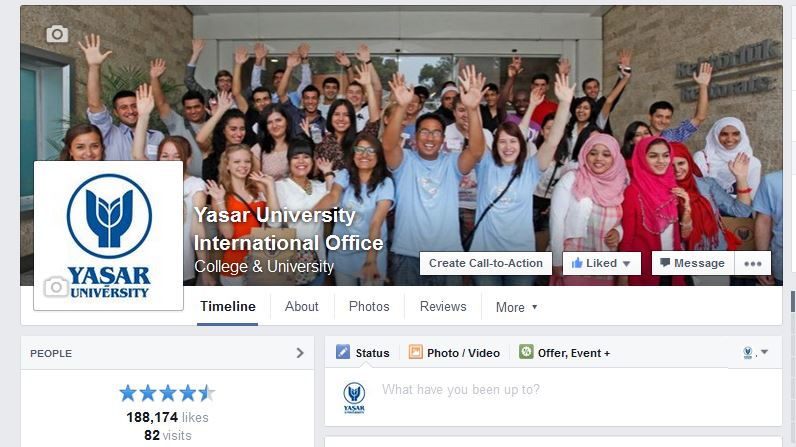 Rektörlük
Rectorate
Yasar University
International Office
College & University
YASAR
UNIVERSITY
Create Call-to-Action
Liked
Message
Timeline
About
Photos
Reviews
More
PEOPLE
188,174 likes
82 visits
Status
Photo / Video
Offer, Event +
YASAR
What have you been up to?